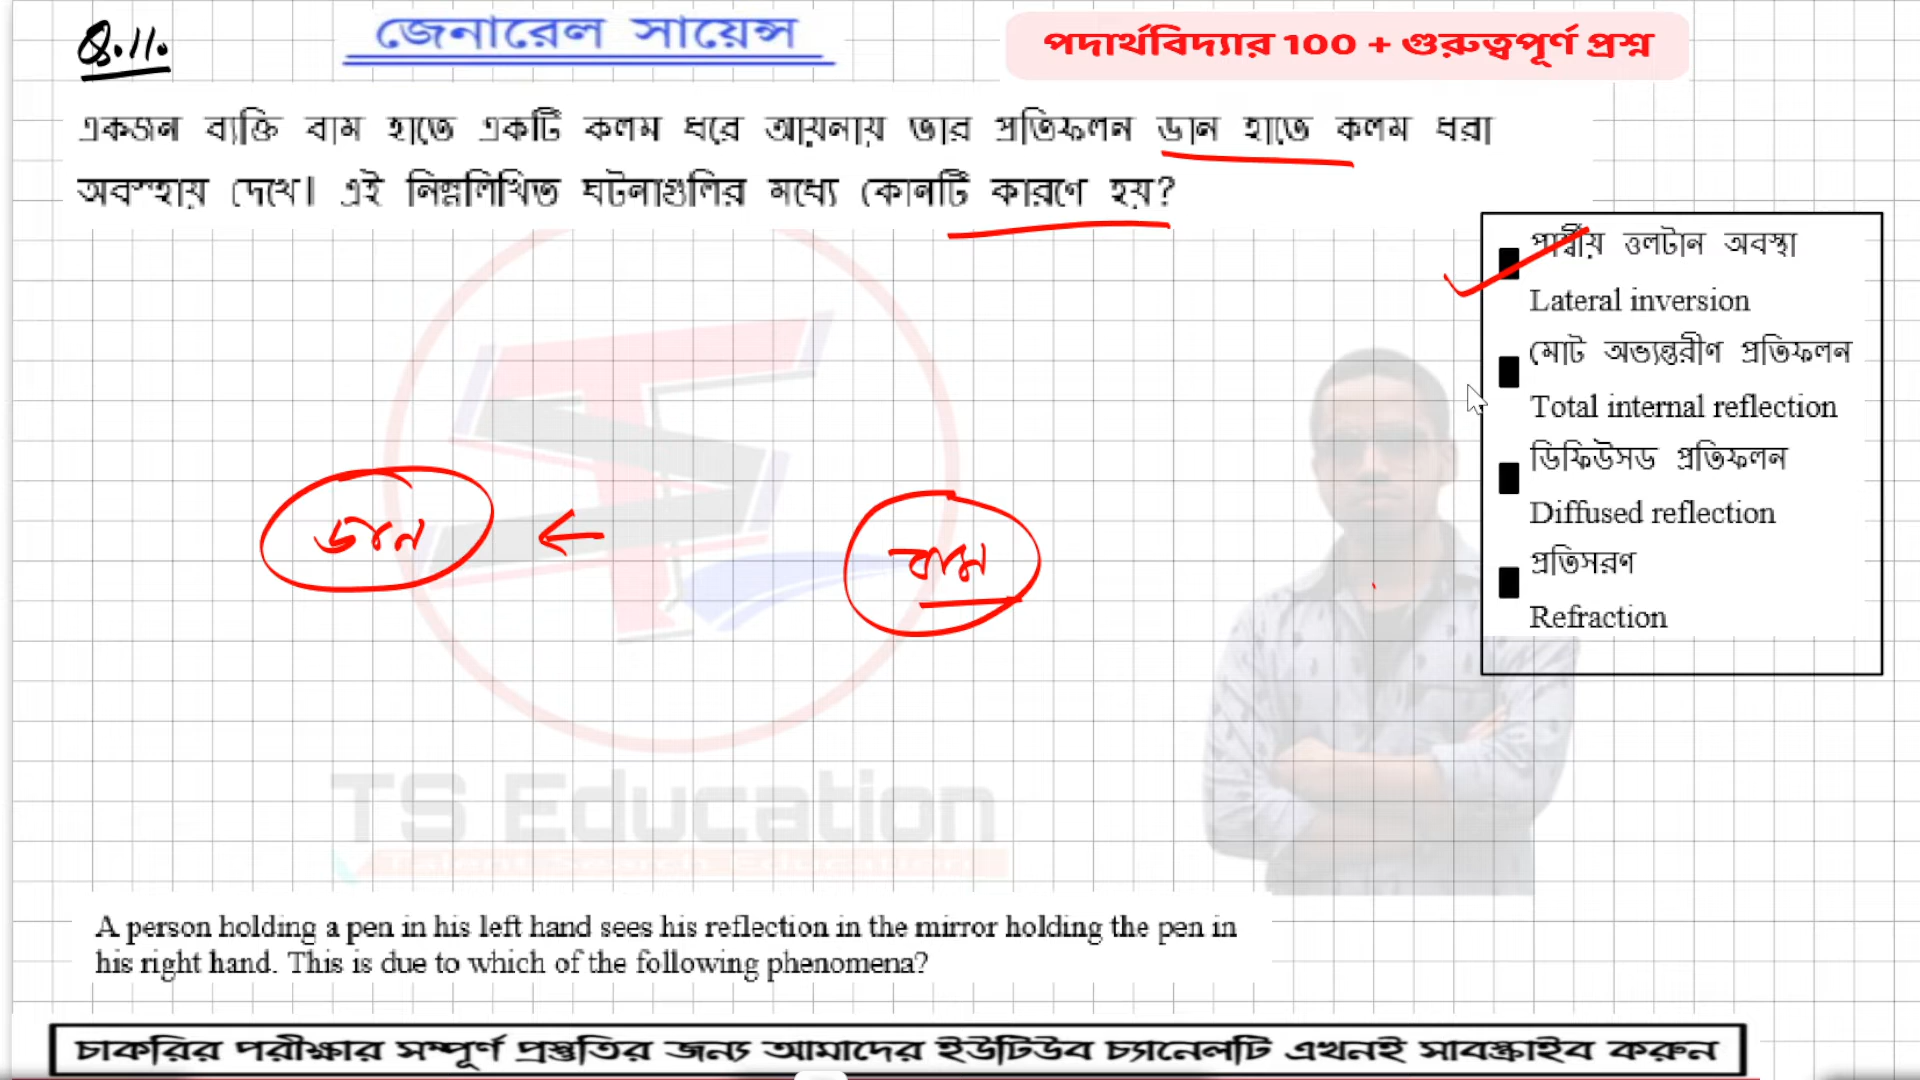 Q.11.
জেনারেল সায়েন্স
পদার্থবিদ্যার 100 + গুরুত্বপূর্ণ প্রশ্ন
একজন ব্যক্তি বাম হাতে একটি কলম ধরে আয়নায় তার প্রতিফলন ডান হাতে কলম ধরা
অবস্হায় দেখে। এই নিম্নলিখিত ঘটনাগুলির মধ্যে কোনটি কারণে হয়?
পার্শ্বীয় ওলটান অবস্থা
Lateral inversion
মোট অভ্যন্তরীণ প্রতিফলন
Total internal reflection
ডিফিউসড প্রতিফলন
Diffused reflection
প্রতিসরণ
Refraction
ডান ← বাম
TS Education
Talent Search Education
A person holding a pen in his left hand sees his reflection in the mirror holding the pen in
his right hand. This is due to which of the following phenomena?
চাকরির পরীক্ষার সম্পূর্ণ প্রস্তুতির জন্য আমাদের ইউটিউব চ্যানেলটি এখনই সাবস্ক্রাইব করুন